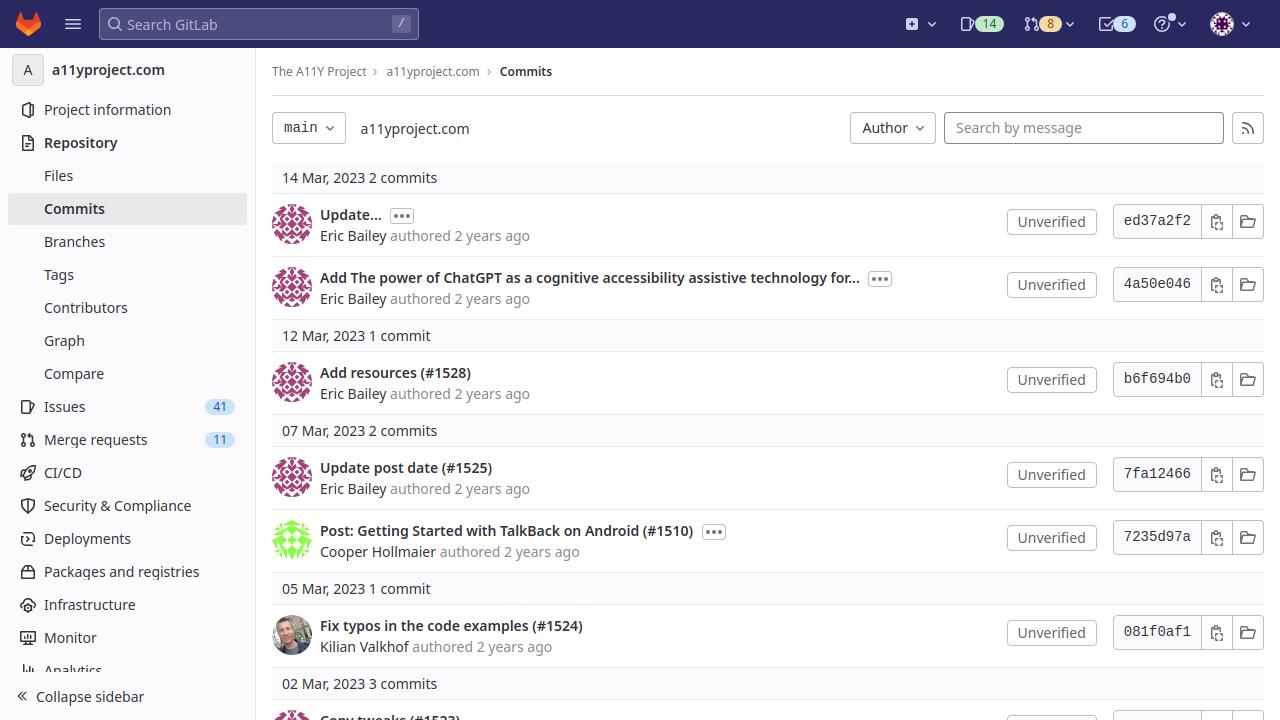 Search GitLab
/
14
8
6
A
a11yproject.com
Project information
Repository
Files
Commits
Branches
Tags
Contributors
Graph
Compare
Issues
41
Merge requests
11
CI/CD
Security & Compliance
Deployments
Packages and registries
Infrastructure
Monitor
Analytics
Collapse sidebar
The A11Y Project
a11yproject.com
Commits
main
a11yproject.com
Author
Search by message
14 Mar, 2023 2 commits
Update...
Eric Bailey authored 2 years ago
Unverified
ed37a2f2
Add The power of ChatGPT as a cognitive accessibility assistive technology for...
Eric Bailey authored 2 years ago
Unverified
4a50e046
12 Mar, 2023 1 commit
Add resources (#1528)
Eric Bailey authored 2 years ago
Unverified
b6f694b0
07 Mar, 2023 2 commits
Update post date (#1525)
Eric Bailey authored 2 years ago
Unverified
7fa12466
Post: Getting Started with TalkBack on Android (#1510)
Cooper Hollmaier authored 2 years ago
Unverified
7235d97a
05 Mar, 2023 1 commit
Fix typos in the code examples (#1524)
Kilian Valkhof authored 2 years ago
Unverified
081f0af1
02 Mar, 2023 3 commits
Copy tweaks (#1523)